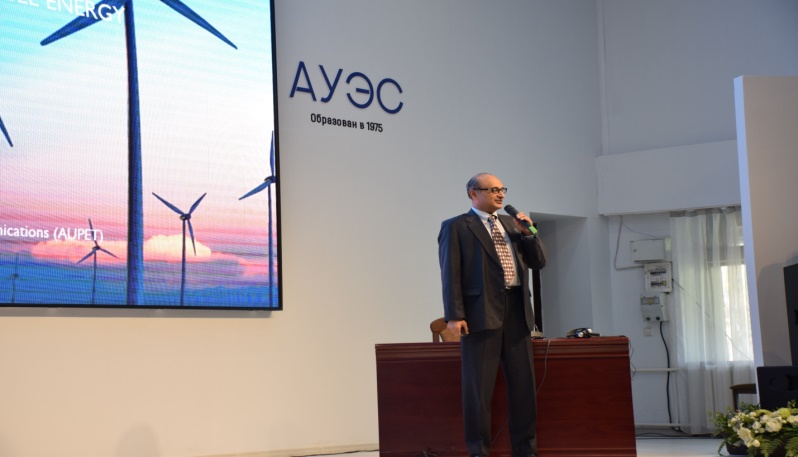 ENERGY
nications (AUPET)
АУЭС
Образован в 1975